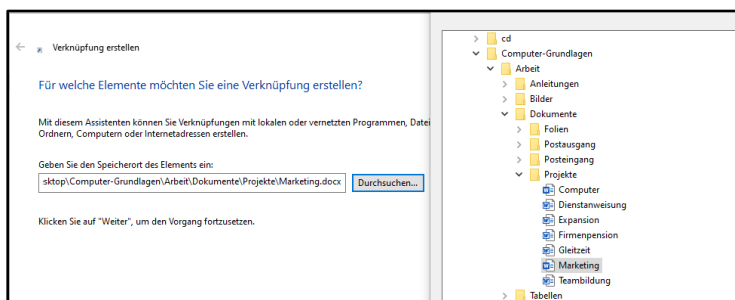 Verknüpfung erstellen
Für welche Elemente möchten Sie eine Verknüpfung erstellen?
Mit diesem Assistenten können Sie Verknüpfungen mit lokalen oder vernetzten Programmen, Datei
Ordnern, Computern oder Internetadressen erstellen.
Geben Sie den Speicherort des Elements ein:
sktop\Computer-Grundlagen\Arbeit\Dokumente\Projekte\Marketing.docx
Durchsuchen...
Klicken Sie auf "Weiter", um den Vorgang fortzusetzen.
cd
Computer-Grundlagen
Arbeit
Anleitungen
Bilder
Dokumente
Folien
Postausgang
Posteingang
Projekte
Computer
Dienstanweisung
Expansion
Firmenpension
Gleitzeit
Marketing
Teambildung
Tabellen